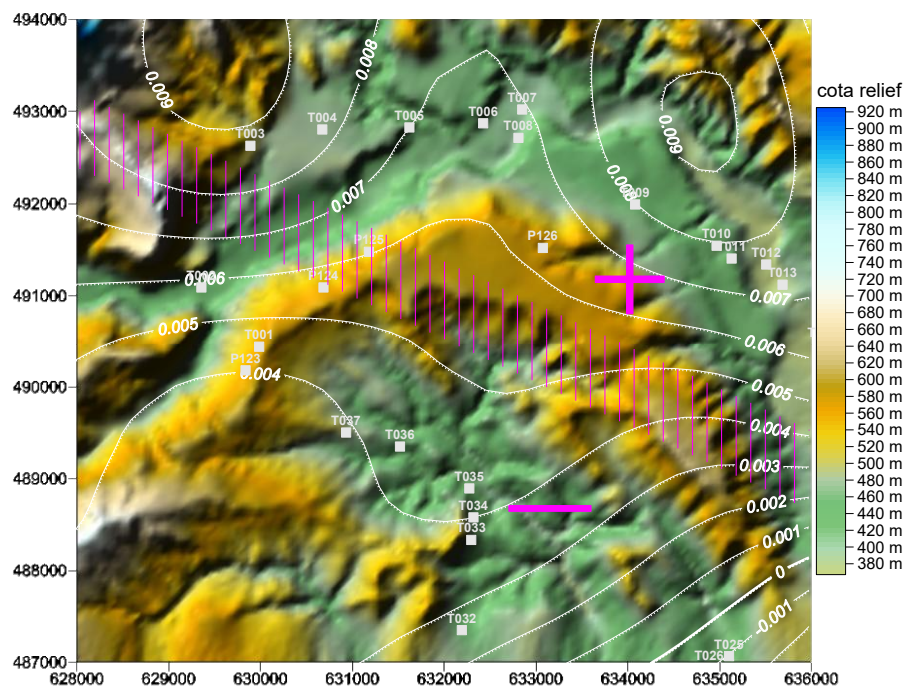 494000
493000
492000
491000
490000
489000
488000
487000
628000
629000
630000
631000
632000
633000
634000
635000
636000
0.009
0.008
T003
T004
T005
T006
T007
T008
0.009
0.007
0.008
T010
T012
T013
P126
P125
P124
0.006
0.007
0.005
T001
P123
0.004
0.006
0.005
T037
T036
0.004
T035
0.003
T034
T033
0.002
0.001
0
-0.001
T032
T025
T026
cota relief
920 m
900 m
880 m
860 m
840 m
820 m
800 m
780 m
760 m
740 m
720 m
700 m
680 m
660 m
640 m
620 m
600 m
580 m
560 m
540 m
520 m
500 m
480 m
460 m
440 m
420 m
400 m
380 m